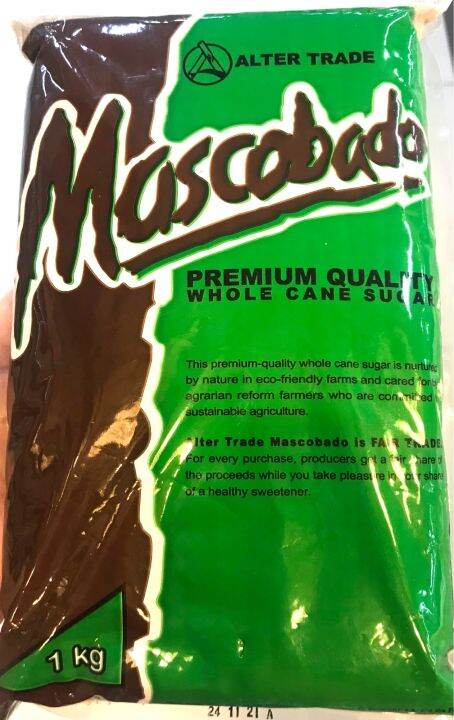 ALTER TRADE
Mascobado
PREMIUM QUALITY
WHOLE CANE SUGAR
This premium-quality whole cane sugar is nurtured
by nature in eco-friendly farms and cared for by
agrarian reform farmers who are committed
sustainable agriculture.
Alter Trade Mascobado is FAIR TRADE.
For every purchase, producers get a fair share of
the proceeds while you take pleasure in your share
of a healthy sweetener.
1 kg
24 11 21 A